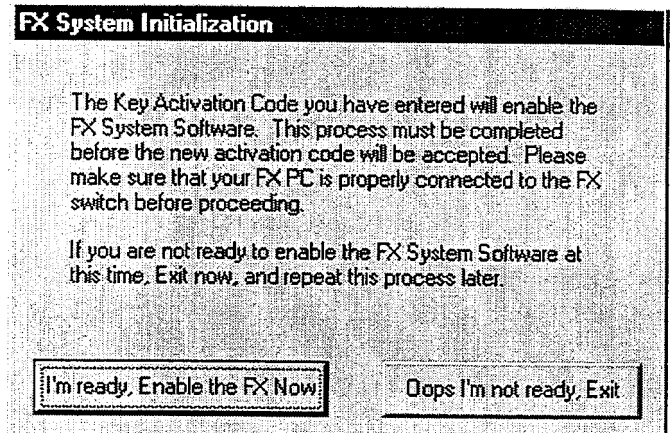 FX System Initialization
The Key Activation Code you have entered will enable the
FX System Software. This process must be completed
before the new activation code will be accepted. Please
make sure that your FX PC is properly connected to the FX
switch before proceeding.
If you are not ready to enable the FX System Software at
this time, Exit now, and repeat this process later.
I'm ready, Enable the FX Now
Oops I'm not ready, Exit